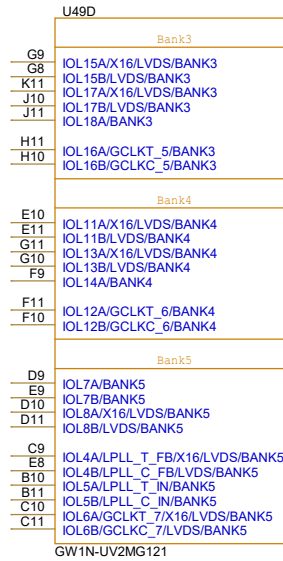 U49D
Bank3
G9 IOL15A/X16/LVDS/BANK3
G8 IOL15B/LVDS/BANK3
K11 IOL17A/X16/LVDS/BANK3
J10 IOL17B/LVDS/BANK3
J11 IOL18A/BANK3
H11 IOL16A/GCLKT_5/BANK3
H10 IOL16B/GCLKC_5/BANK3
Bank4
E10 IOL11A/X16/LVDS/BANK4
E11 IOL11B/LVDS/BANK4
G11 IOL13A/X16/LVDS/BANK4
G10 IOL13B/LVDS/BANK4
F9 IOL14A/BANK4
F11 IOL12A/GCLKT_6/BANK4
F10 IOL12B/GCLKC_6/BANK4
Bank5
D9 IOL7A/BANK5
E9 IOL7B/BANK5
D10 IOL8A/X16/LVDS/BANK5
D11 IOL8B/LVDS/BANK5
C9 IOL4A/LPLL_T_FB/X16/LVDS/BANK5
E8 IOL4B/LPLL_C_FB/LVDS/BANK5
B10 IOL5A/LPLL_T_IN/BANK5
B11 IOL5B/LPLL_C_IN/BANK5
C10 IOL6A/GCLKT_7/X16/LVDS/BANK5
C11 IOL6B/GCLKC_7/LVDS/BANK5
GW1N-UV2MG121